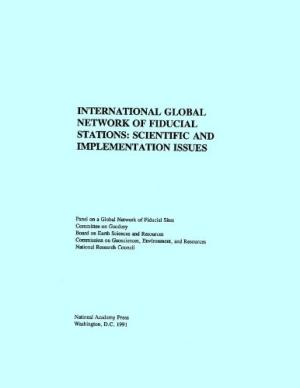 INTERNATIONAL GLOBAL
NETWORK OF FIDUCIAL
STATIONS: SCIENTIFIC AND
IMPLEMENTATION ISSUES
Panel on a Global Network of Fiducial Sites
Committee on Geodesy
Board on Earth Sciences and Resources
Commission on Geosciences, Environment, and Resources
National Research Council
National Academy Press
Washington, D.C. 1991